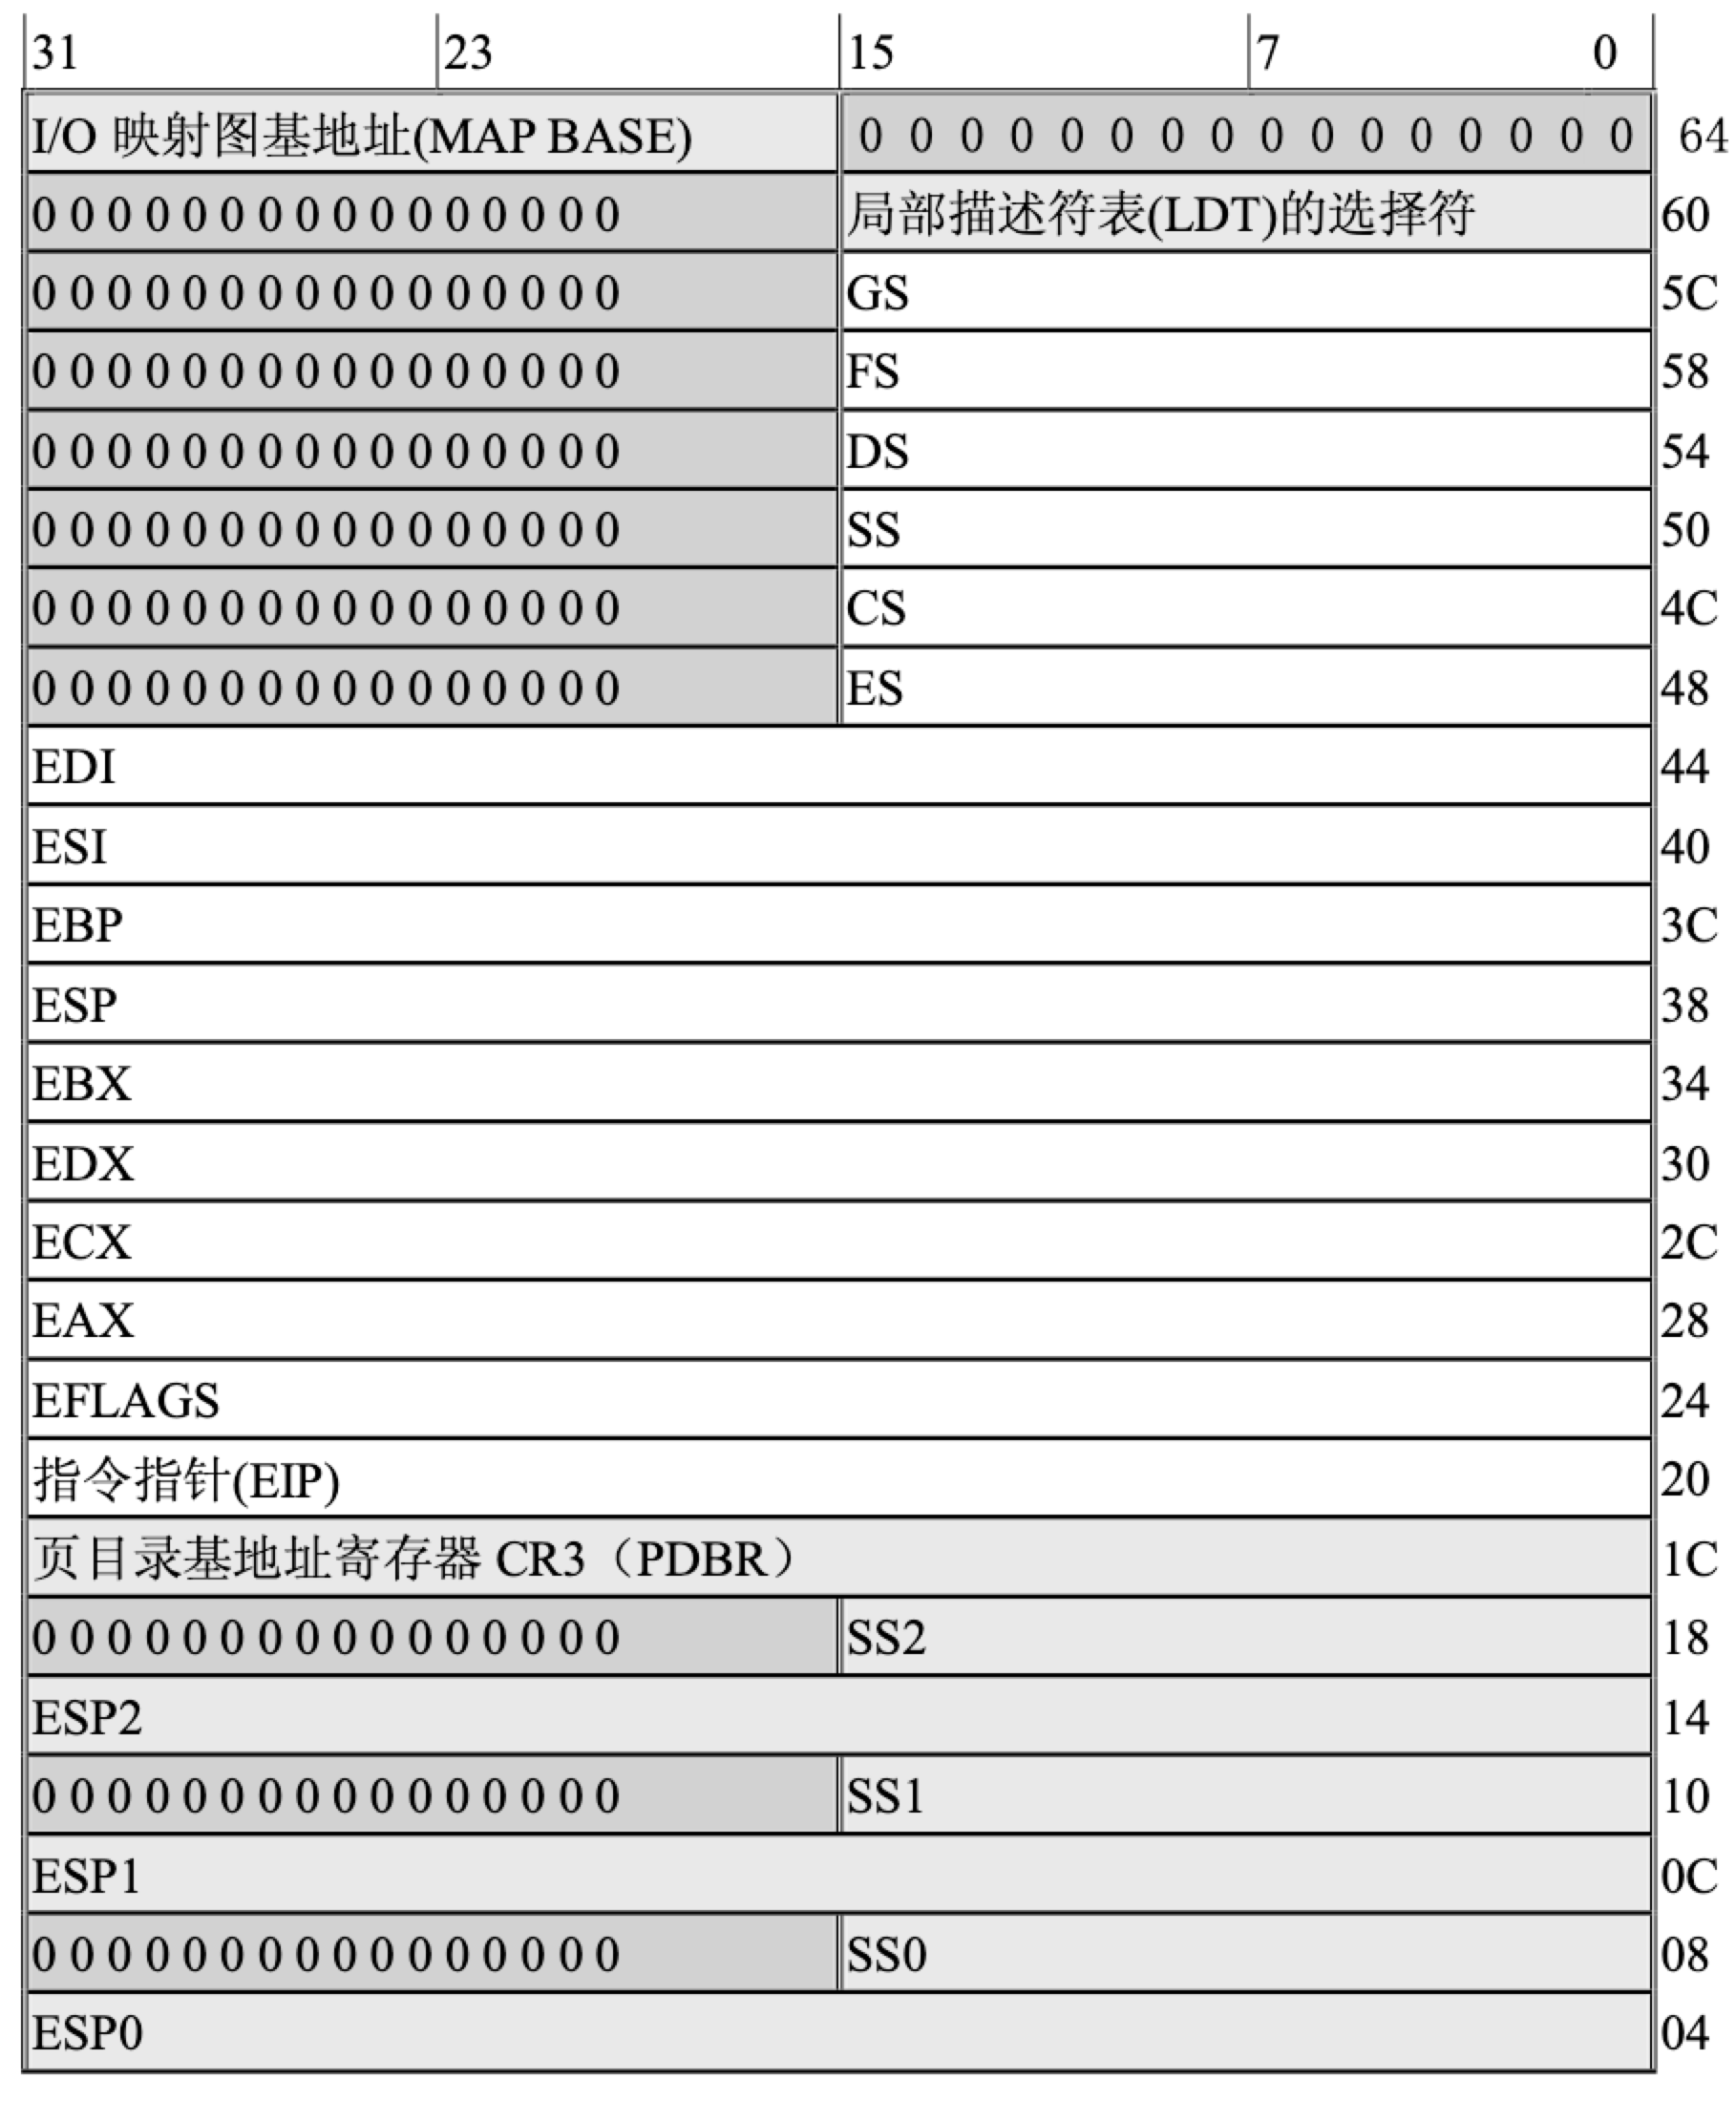 31 23 15 7 0
I/O 映射图基地址(MAP BASE) 0 0 0 0 0 0 0 0 0 0 0 0 0 0 0 0 64
0 0 0 0 0 0 0 0 0 0 0 0 0 0 0 0 局部描述符表(LDT)的选择符 60
0 0 0 0 0 0 0 0 0 0 0 0 0 0 0 0 GS 5C
0 0 0 0 0 0 0 0 0 0 0 0 0 0 0 0 FS 58
0 0 0 0 0 0 0 0 0 0 0 0 0 0 0 0 DS 54
0 0 0 0 0 0 0 0 0 0 0 0 0 0 0 0 SS 50
0 0 0 0 0 0 0 0 0 0 0 0 0 0 0 0 CS 4C
0 0 0 0 0 0 0 0 0 0 0 0 0 0 0 0 ES 48
EDI 44
ESI 40
EBP 3C
ESP 38
EBX 34
EDX 30
ECX 2C
EAX 28
EFLAGS 24
指令指针(EIP) 20
页目录基地址寄存器 CR3（PDBR） 1C
0 0 0 0 0 0 0 0 0 0 0 0 0 0 0 0 SS2 18
ESP2 14
0 0 0 0 0 0 0 0 0 0 0 0 0 0 0 0 SS1 10
ESP1 0C
0 0 0 0 0 0 0 0 0 0 0 0 0 0 0 0 SS0 08
ESP0 04